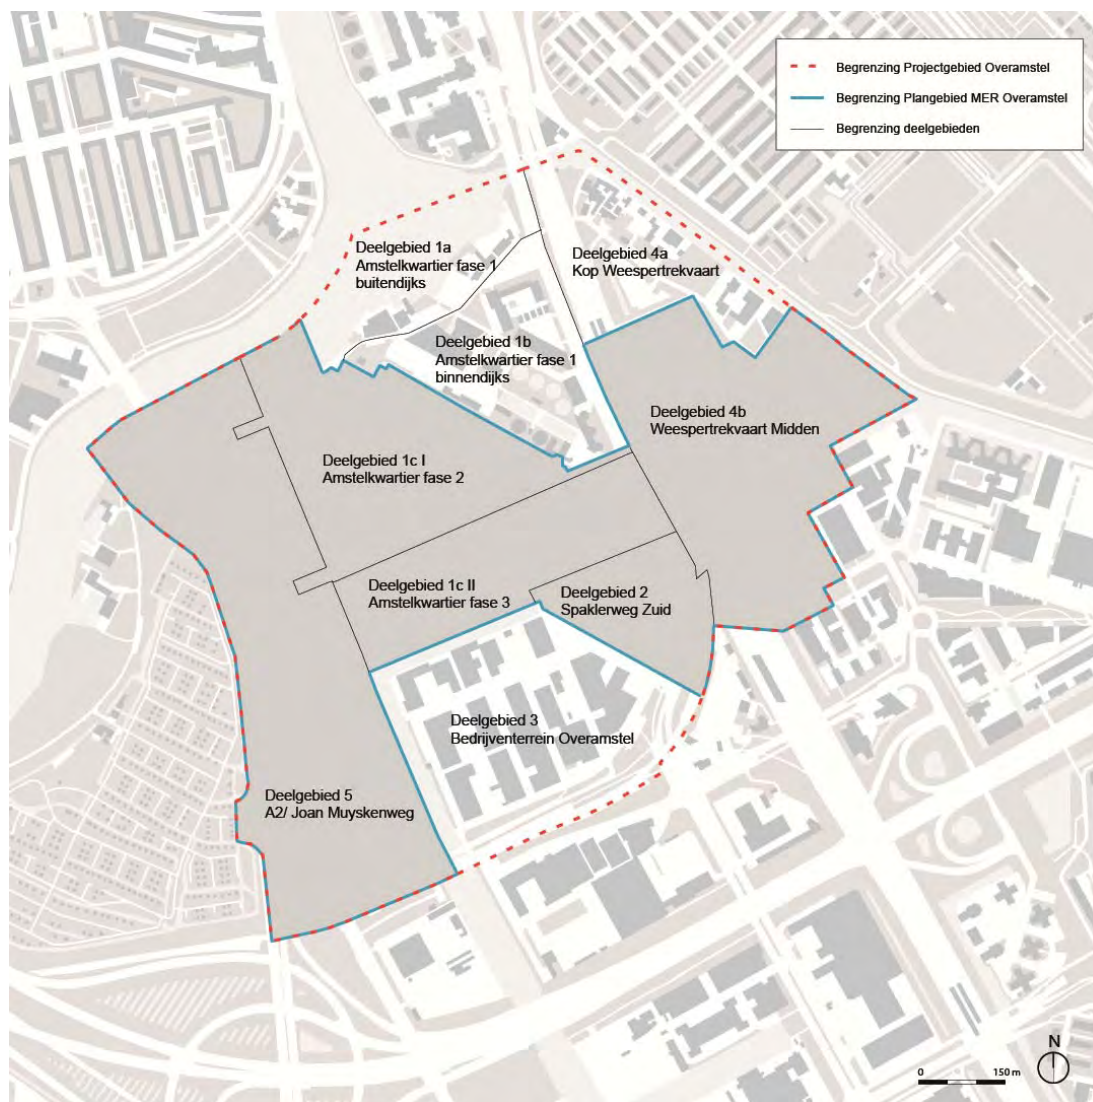 Begrenzing Projectgebied Overamstel
Begrenzing Plangebied MER Overamstel
Begrenzing deelgebieden
Deelgebied 1a
Amstelkwartier fase 1
buitendijks
Deelgebied 4a
Kop Weespertrekvaart
Deelgebied 1b
Amstelkwartier fase 1
binnendijks
Deelgebied 4b
Weespertrekvaart Midden
Deelgebied 1c I
Amstelkwartier fase 2
Deelgebied 1c II
Amstelkwartier fase 3
Deelgebied 2
Spaklerweg Zuid
Deelgebied 3
Bedrijventerrein Overamstel
Deelgebied 5
A2/ Joan Muyskenweg
N
0 150 m